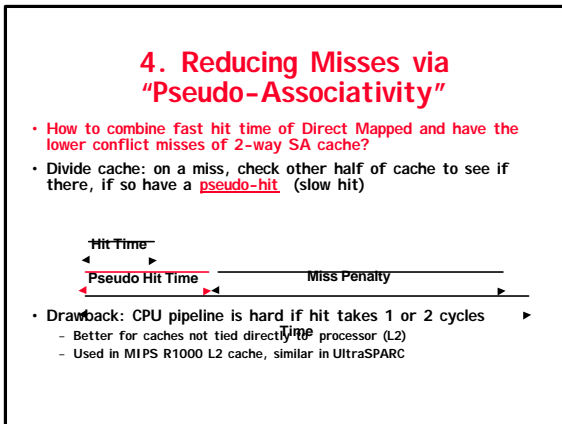 4. Reducing Misses via
“Pseudo-Associativity”
• How to combine fast hit time of Direct Mapped and have the
lower conflict misses of 2-way SA cache?
• Divide cache: on a miss, check other half of cache to see if
there, if so have a pseudo-hit (slow hit)
Hit Time
Pseudo Hit Time
Miss Penalty
• Drawback: CPU pipeline is hard if hit takes 1 or 2 cycles
Time
– Better for caches not tied directly to processor (L2)
– Used in MIPS R1000 L2 cache, similar in UltraSPARC